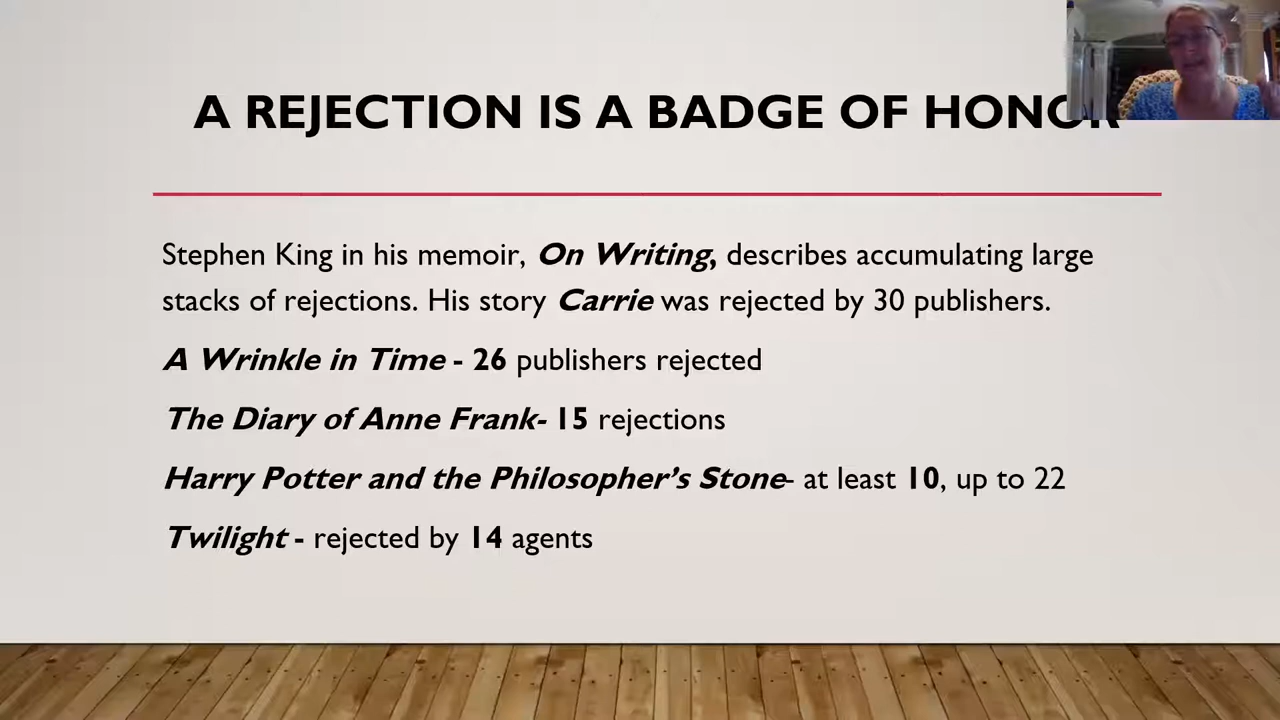 A REJECTION IS A BADGE OF HONOR
Stephen King in his memoir, On Writing, describes accumulating large
stacks of rejections. His story Carrie was rejected by 30 publishers.
A Wrinkle in Time - 26 publishers rejected
The Diary of Anne Frank- 15 rejections
Harry Potter and the Philosopher’s Stone- at least 10, up to 22
Twilight - rejected by 14 agents